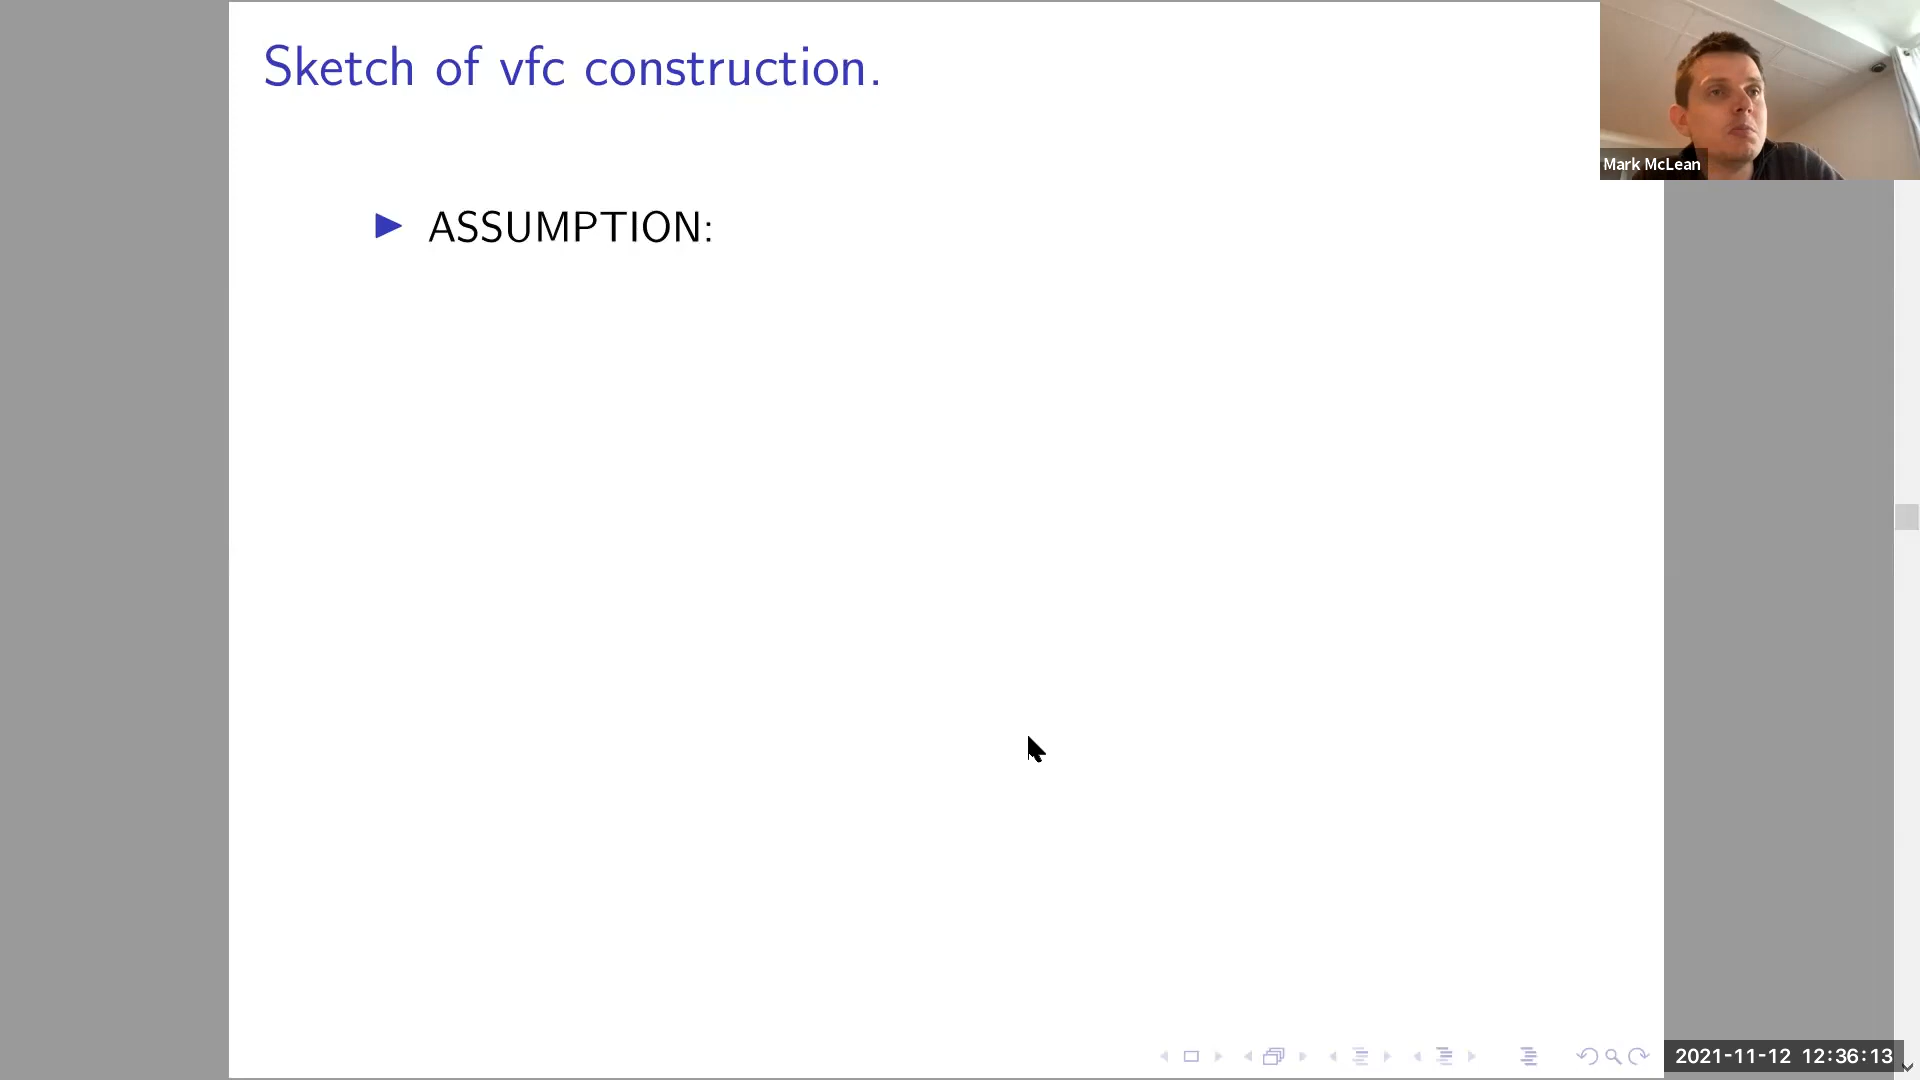 Sketch of vfc construction.
Mark McLean
ASSUMPTION:
2021-11-12 12:36:13